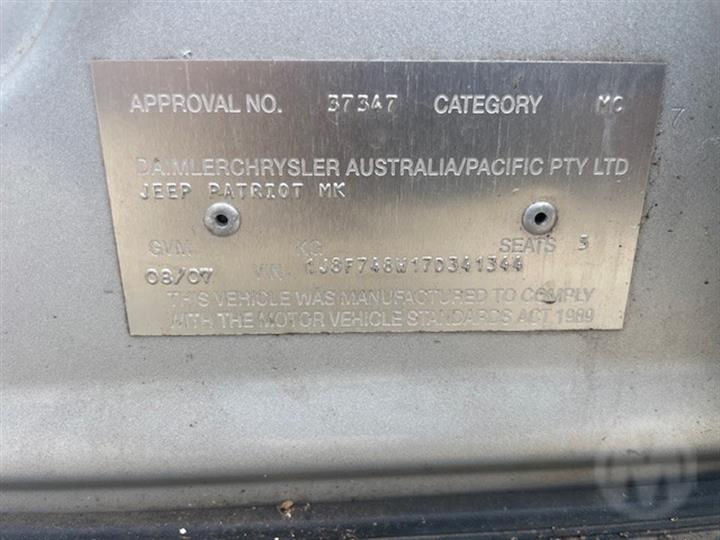 APPROVAL NO. 37347 CATEGORY MC
DAIMLERCHRYSLER AUSTRALIA/PACIFIC PTY LTD
JEEP PATRIOT MK
GVM KG SEATS 5
08/07 VIN 1J8F748W17D341344
THIS VEHICLE WAS MANUFACTURED TO COMPLY
WITH THE MOTOR VEHICLE STANDARDS ACT 1989
M